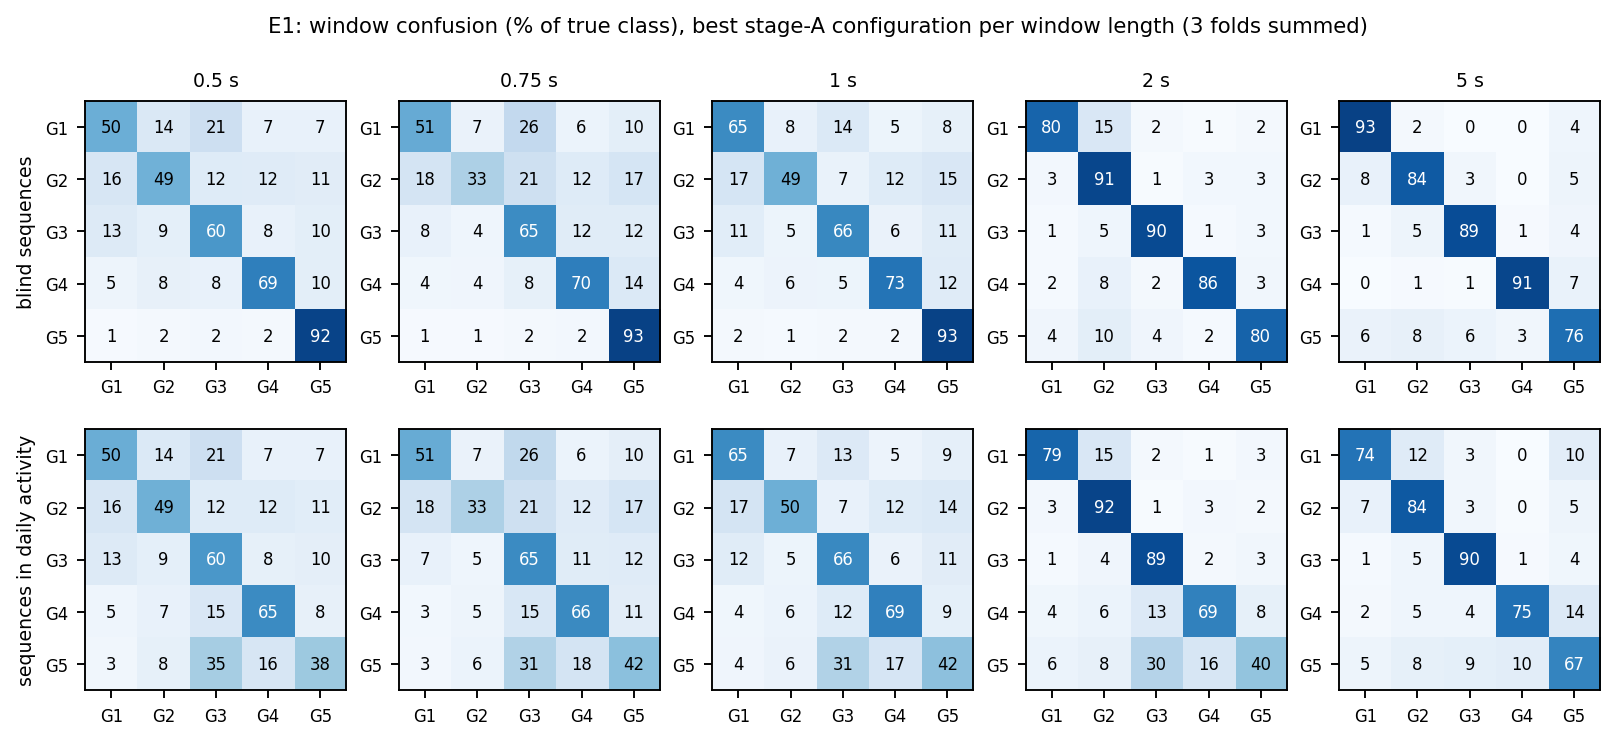 E1: window confusion (% of true class), best stage-A configuration per window length (3 folds summed)
0.5 s 0.75 s 1 s 2 s 5 s
blind sequences
G1 50 14 21 7 7 G1 51 7 26 6 10 G1 65 8 14 5 8 G1 80 15 2 1 2 G1 93 2 0 0 4
G2 16 49 12 12 11 G2 18 33 21 12 17 G2 17 49 7 12 15 G2 3 91 1 3 3 G2 8 84 3 0 5
G3 13 9 60 8 10 G3 8 4 65 12 12 G3 11 5 66 6 11 G3 1 5 90 1 3 G3 1 5 89 1 4
G4 5 8 8 69 10 G4 4 4 8 70 14 G4 4 6 5 73 12 G4 2 8 2 86 3 G4 0 1 1 91 7
G5 1 2 2 2 92 G5 1 1 2 2 93 G5 2 1 2 2 93 G5 4 10 4 2 80 G5 6 8 6 3 76
G1 G2 G3 G4 G5 G1 G2 G3 G4 G5 G1 G2 G3 G4 G5 G1 G2 G3 G4 G5 G1 G2 G3 G4 G5
sequences in daily activity
G1 50 14 21 7 7 G1 51 7 26 6 10 G1 65 7 13 5 9 G1 79 15 2 1 3 G1 74 12 3 0 10
G2 16 49 12 12 11 G2 18 33 21 12 17 G2 17 50 7 12 14 G2 3 92 1 3 2 G2 7 84 3 0 5
G3 13 9 60 8 10 G3 7 5 65 11 12 G3 12 5 66 6 11 G3 1 4 89 2 3 G3 1 5 90 1 4
G4 5 7 15 65 8 G4 3 5 15 66 11 G4 4 6 12 69 9 G4 4 6 13 69 8 G4 2 5 4 75 14
G5 3 8 35 16 38 G5 3 6 31 18 42 G5 4 6 31 17 42 G5 6 8 30 16 40 G5 5 8 9 10 67
G1 G2 G3 G4 G5 G1 G2 G3 G4 G5 G1 G2 G3 G4 G5 G1 G2 G3 G4 G5 G1 G2 G3 G4 G5